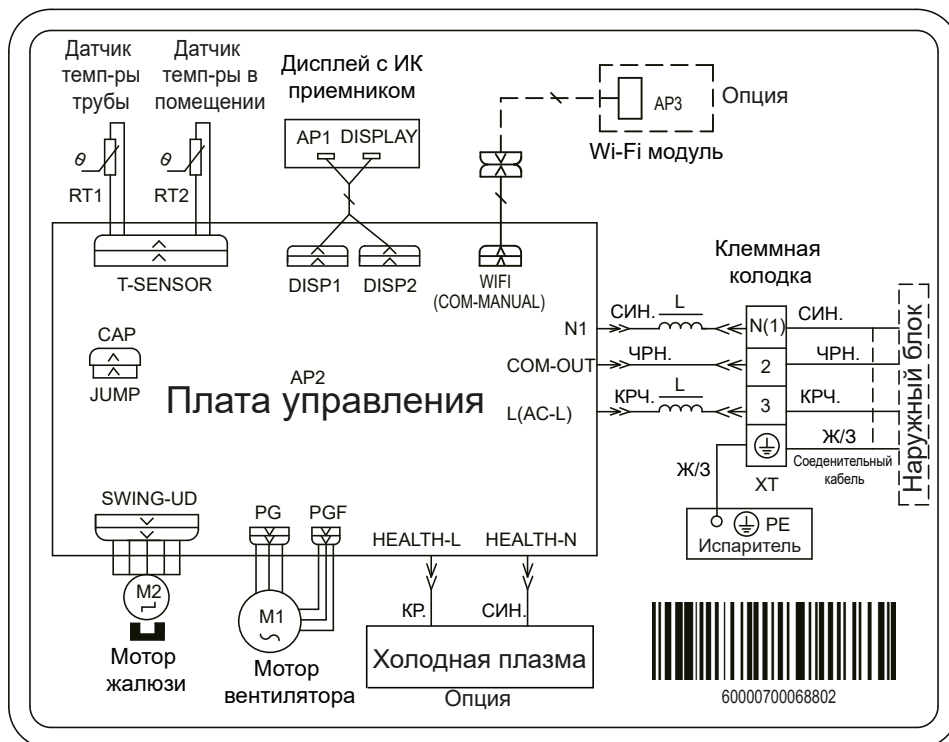 Датчик
темп-ры
трубы
Датчик
темп-ры в
помещении
Дисплей с ИК
приемником
AP1 DISPLAY
AP3
Опция
Wi-Fi модуль
θ
RT1
θ
RT2
T-SENSOR
DISP1
DISP2
WIFI
(COM-MANUAL)
Клеммная
колодка
N1
СИН.
L
N(1)
СИН.
COM-OUT
ЧРН.
2
ЧРН.
L(AC-L)
КРЧ.
L
3
КРЧ.
Ж/З
Ж/З
Соеденительный
кабель
XT
Наружный блок
PE
Испаритель
CAP
JUMP
AP2
Плата управления
SWING-UD
PG
PGF
HEALTH-L
HEALTH-N
M2
M1
КР.
СИН.
Мотор
жалюзи
Мотор
вентилятора
Холодная плазма
Опция
60000700068802